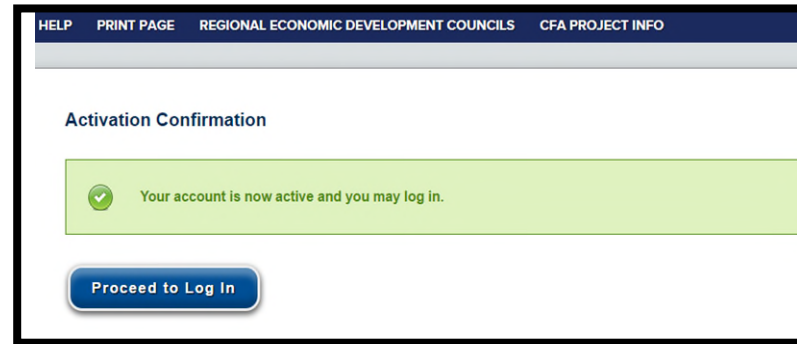 HELP PRINT PAGE REGIONAL ECONOMIC DEVELOPMENT COUNCILS CFA PROJECT INFO
Activation Confirmation
Your account is now active and you may log in.
Proceed to Log In